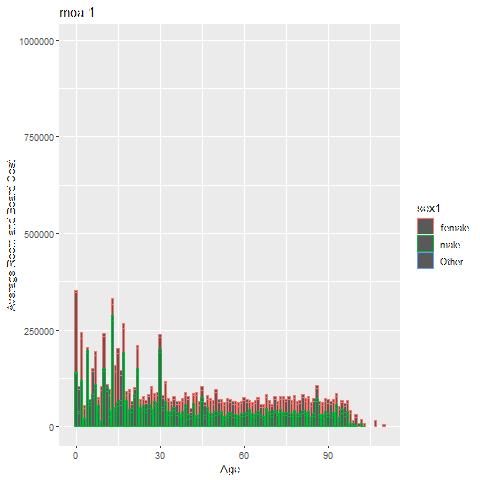 moa 1
1000000
750000
500000
250000
0
Average Room and Board Cost
0
30
60
90
Age
sex1
female
male
Other